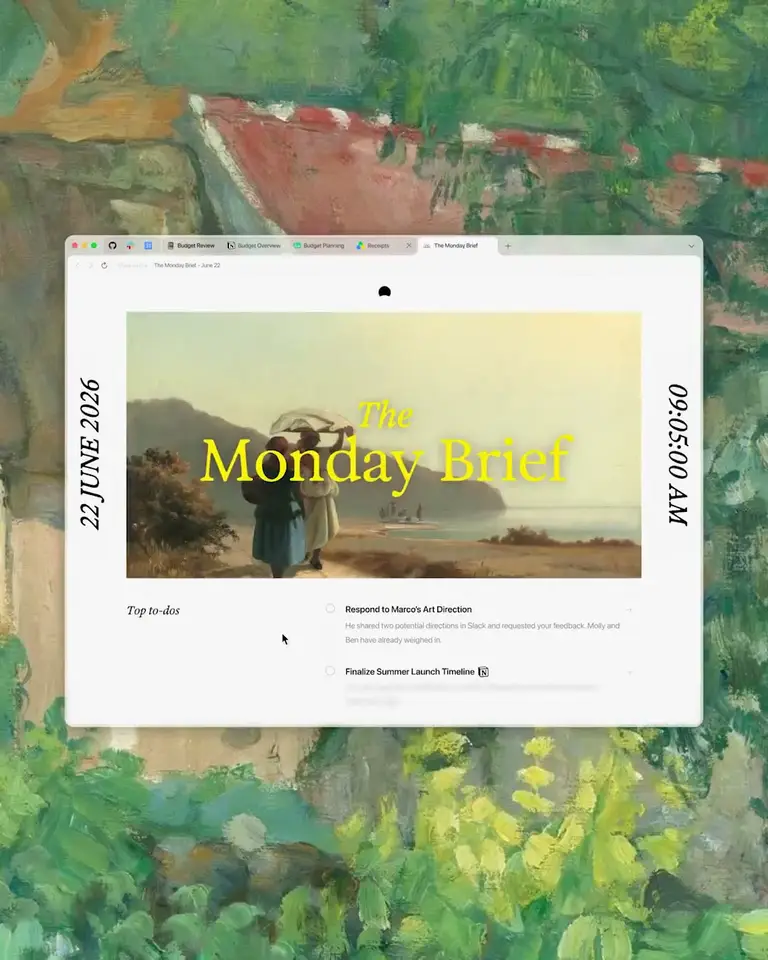 Budget Review
Budget Overview
Budget Planning
Receipts
The Monday Brief
The Monday Brief - June 22
22 JUNE 2026
The
Monday Brief
09:05:00 AM
Top to-dos
Respond to Marco's Art Direction
He shared two potential directions in Slack and requested your feedback. Molly and
Ben have already weighed in.
Finalize Summer Launch Timeline